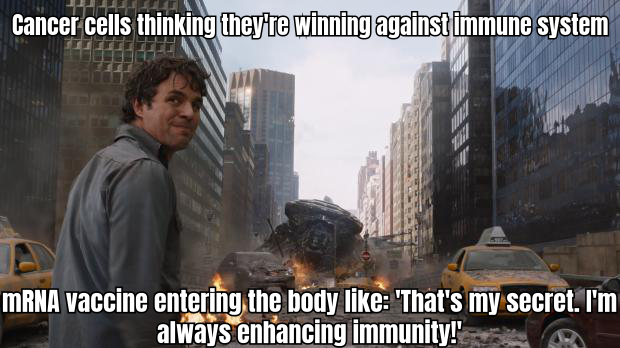 Cancer cells thinking they're winning against immune system
mRNA vaccine entering the body like: 'That's my secret. I'm
always enhancing immunity!'